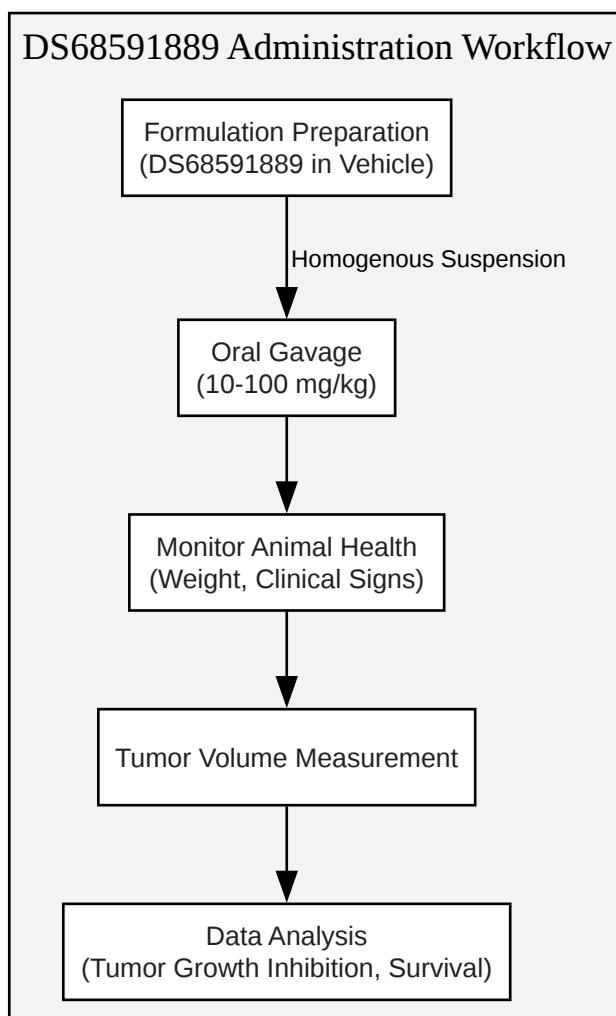 DS68591889 Administration Workflow
Formulation Preparation
(DS68591889 in Vehicle)
Homogenous Suspension
Oral Gavage
(10-100 mg/kg)
Monitor Animal Health
(Weight, Clinical Signs)
Tumor Volume Measurement
Data Analysis
(Tumor Growth Inhibition, Survival)